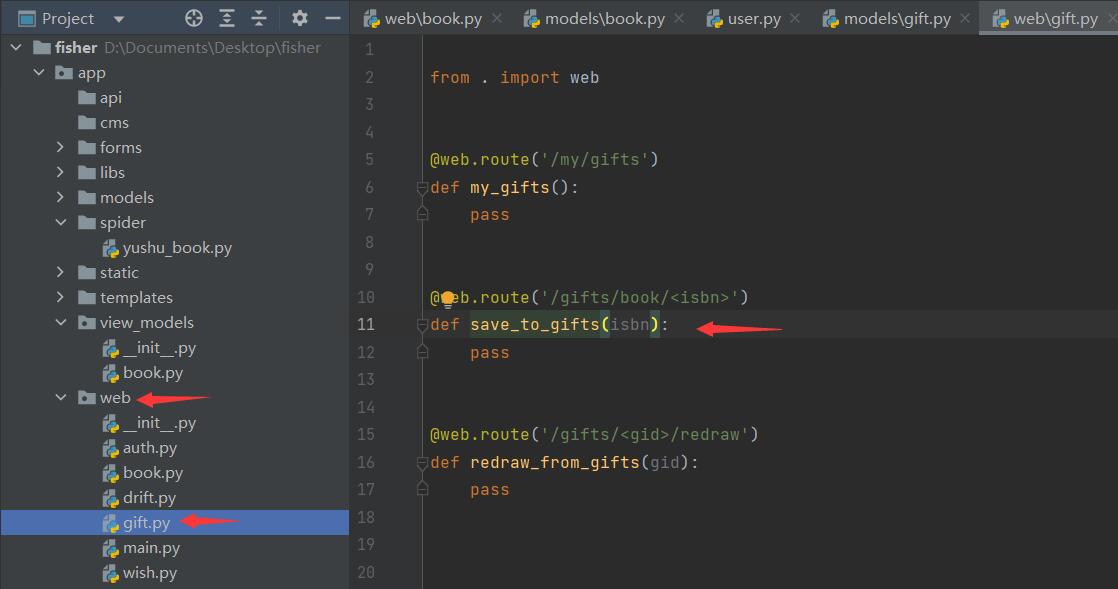 Project
fisher D:\Documents\Desktop\fisher
app
api
cms
forms
libs
models
spider
yushu_book.py
static
templates
view_models
__init__.py
book.py
web
__init__.py
auth.py
book.py
drift.py
gift.py
main.py
wish.py
web\book.py models\book.py user.py models\gift.py web\gift.py
1
2 from . import web
3
4
5 @web.route('/my/gifts')
6 def my_gifts():
7 pass
8
9
10 @web.route('/gifts/book/<isbn>')
11 def save_to_gifts(isbn):
12 pass
13
14
15 @web.route('/gifts/<gid>/redraw')
16 def redraw_from_gifts(gid):
17 pass
18
19
20